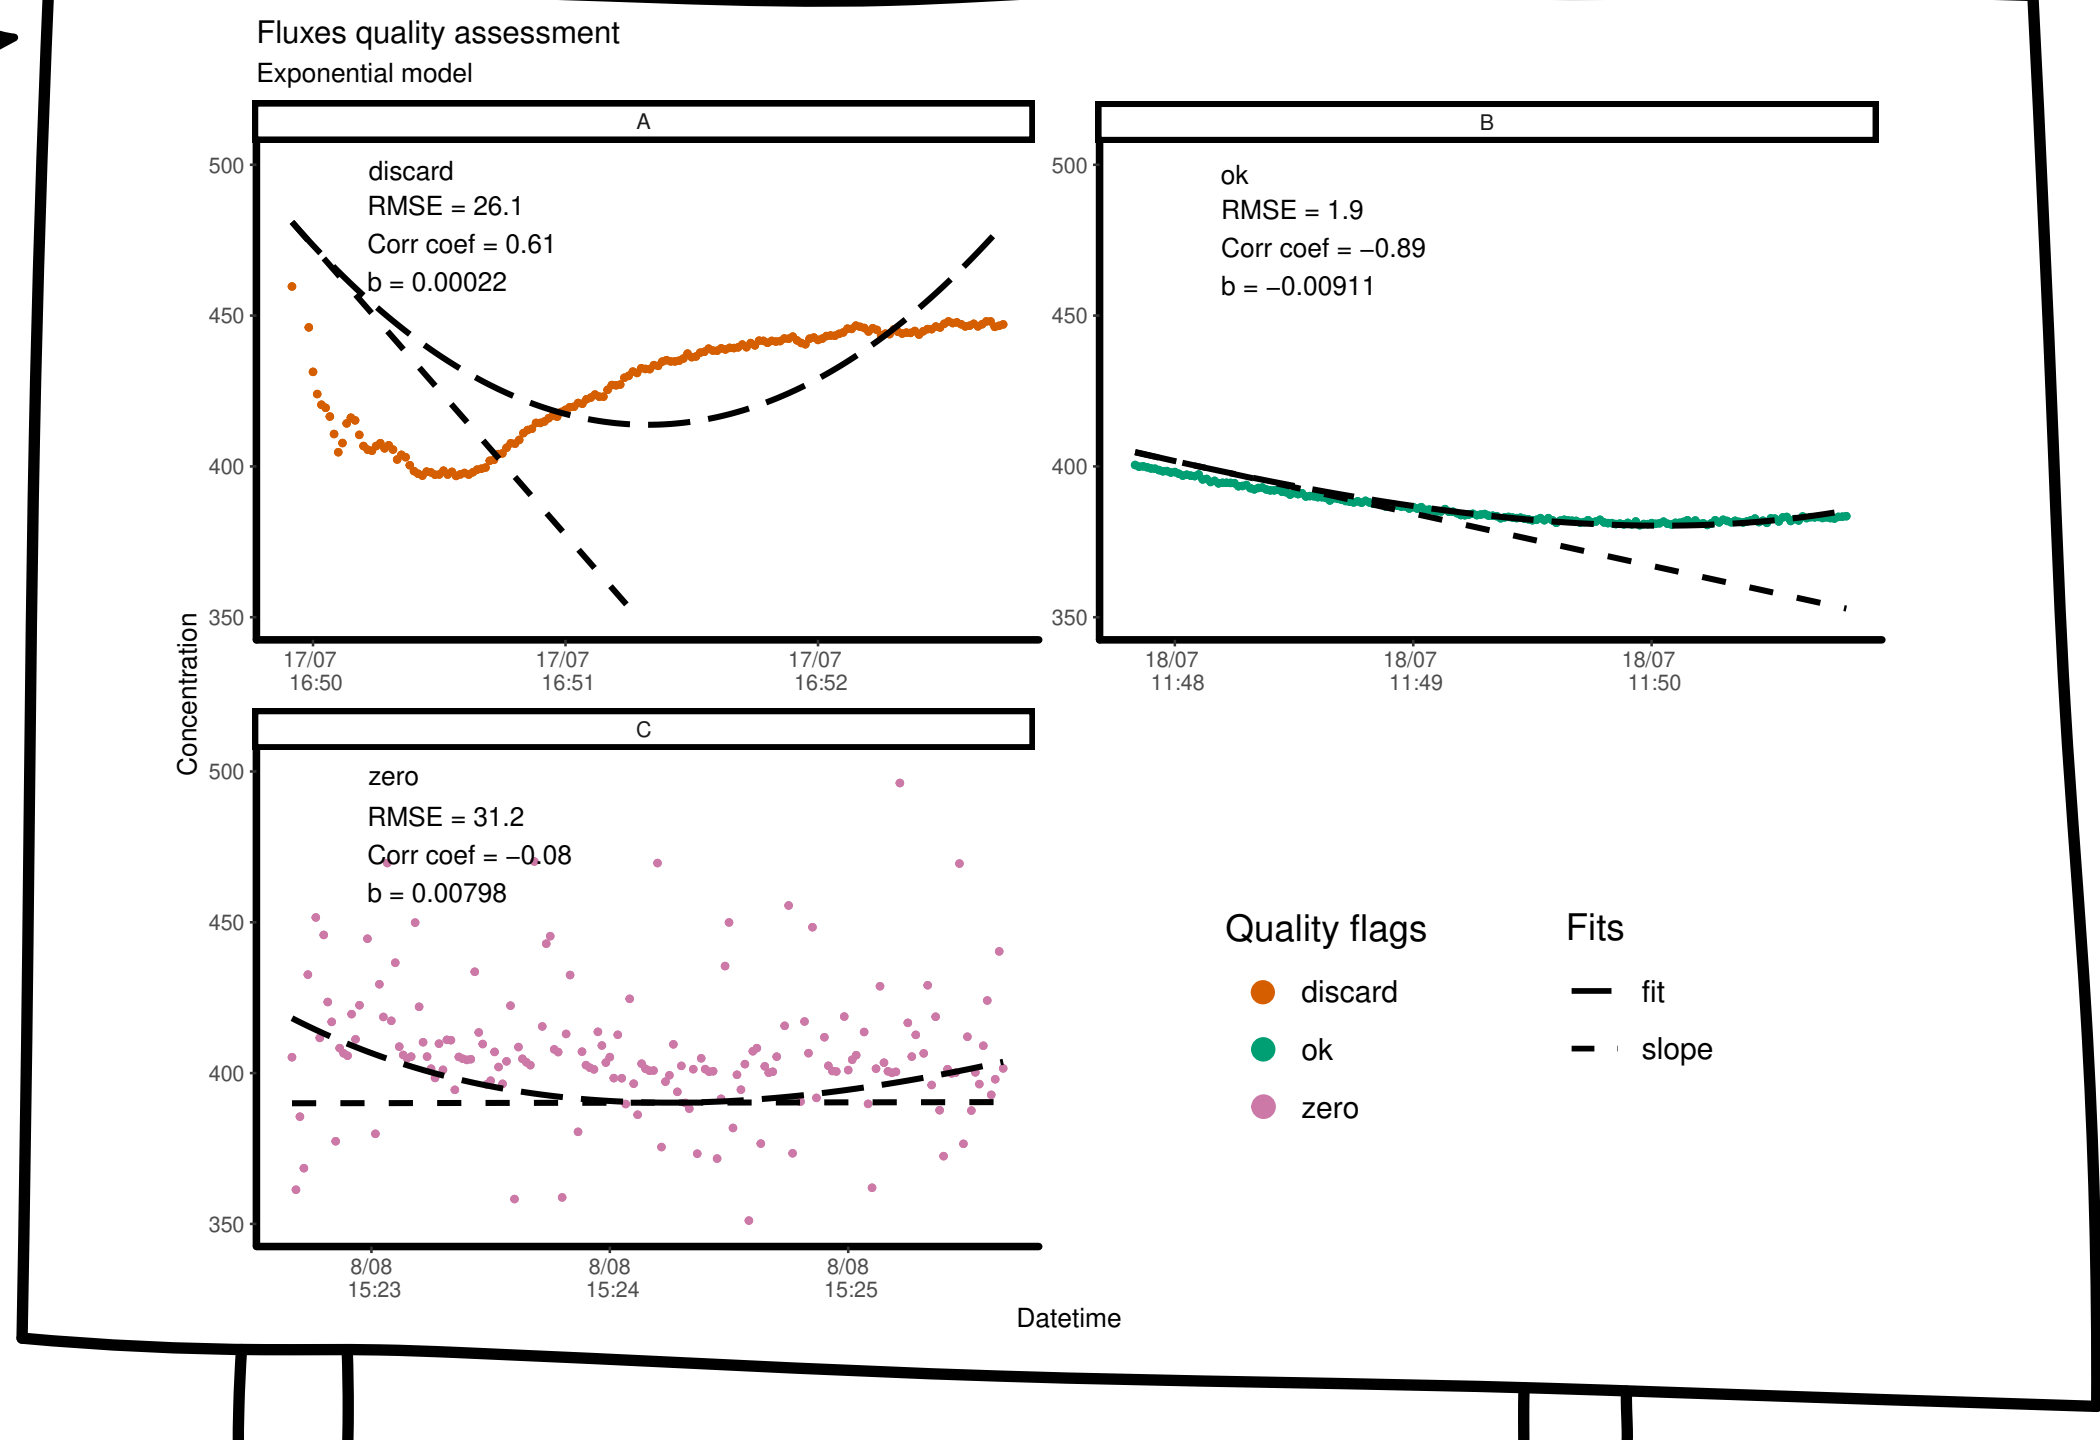 Fluxes quality assessment
Exponential model
A
discard
RMSE = 26.1
Corr coef = 0.61
b = 0.00022
500
450
400
350
17/07
16:50
17/07
16:51
17/07
16:52
B
ok
RMSE = 1.9
Corr coef = −0.89
b = −0.00911
500
450
400
350
18/07
11:48
18/07
11:49
18/07
11:50
Concentration
C
zero
RMSE = 31.2
Corr coef = −0.08
b = 0.00798
500
450
400
350
8/08
15:23
8/08
15:24
8/08
15:25
Datetime
Quality flags
discard
ok
zero
Fits
fit
slope